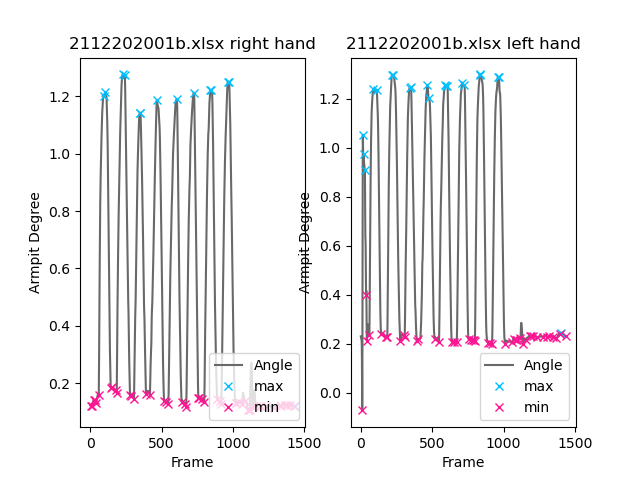 2112202001b.xlsx right hand
1.2
1.0
0.8
0.6
0.4
0.2
Armpit Degree
0
500
1000
1500
Frame
Angle
max
min
2112202001b.xlsx left hand
1.2
1.0
0.8
0.6
0.4
0.2
0.0
Armpit Degree
0
500
1000
1500
Frame
Angle
max
min